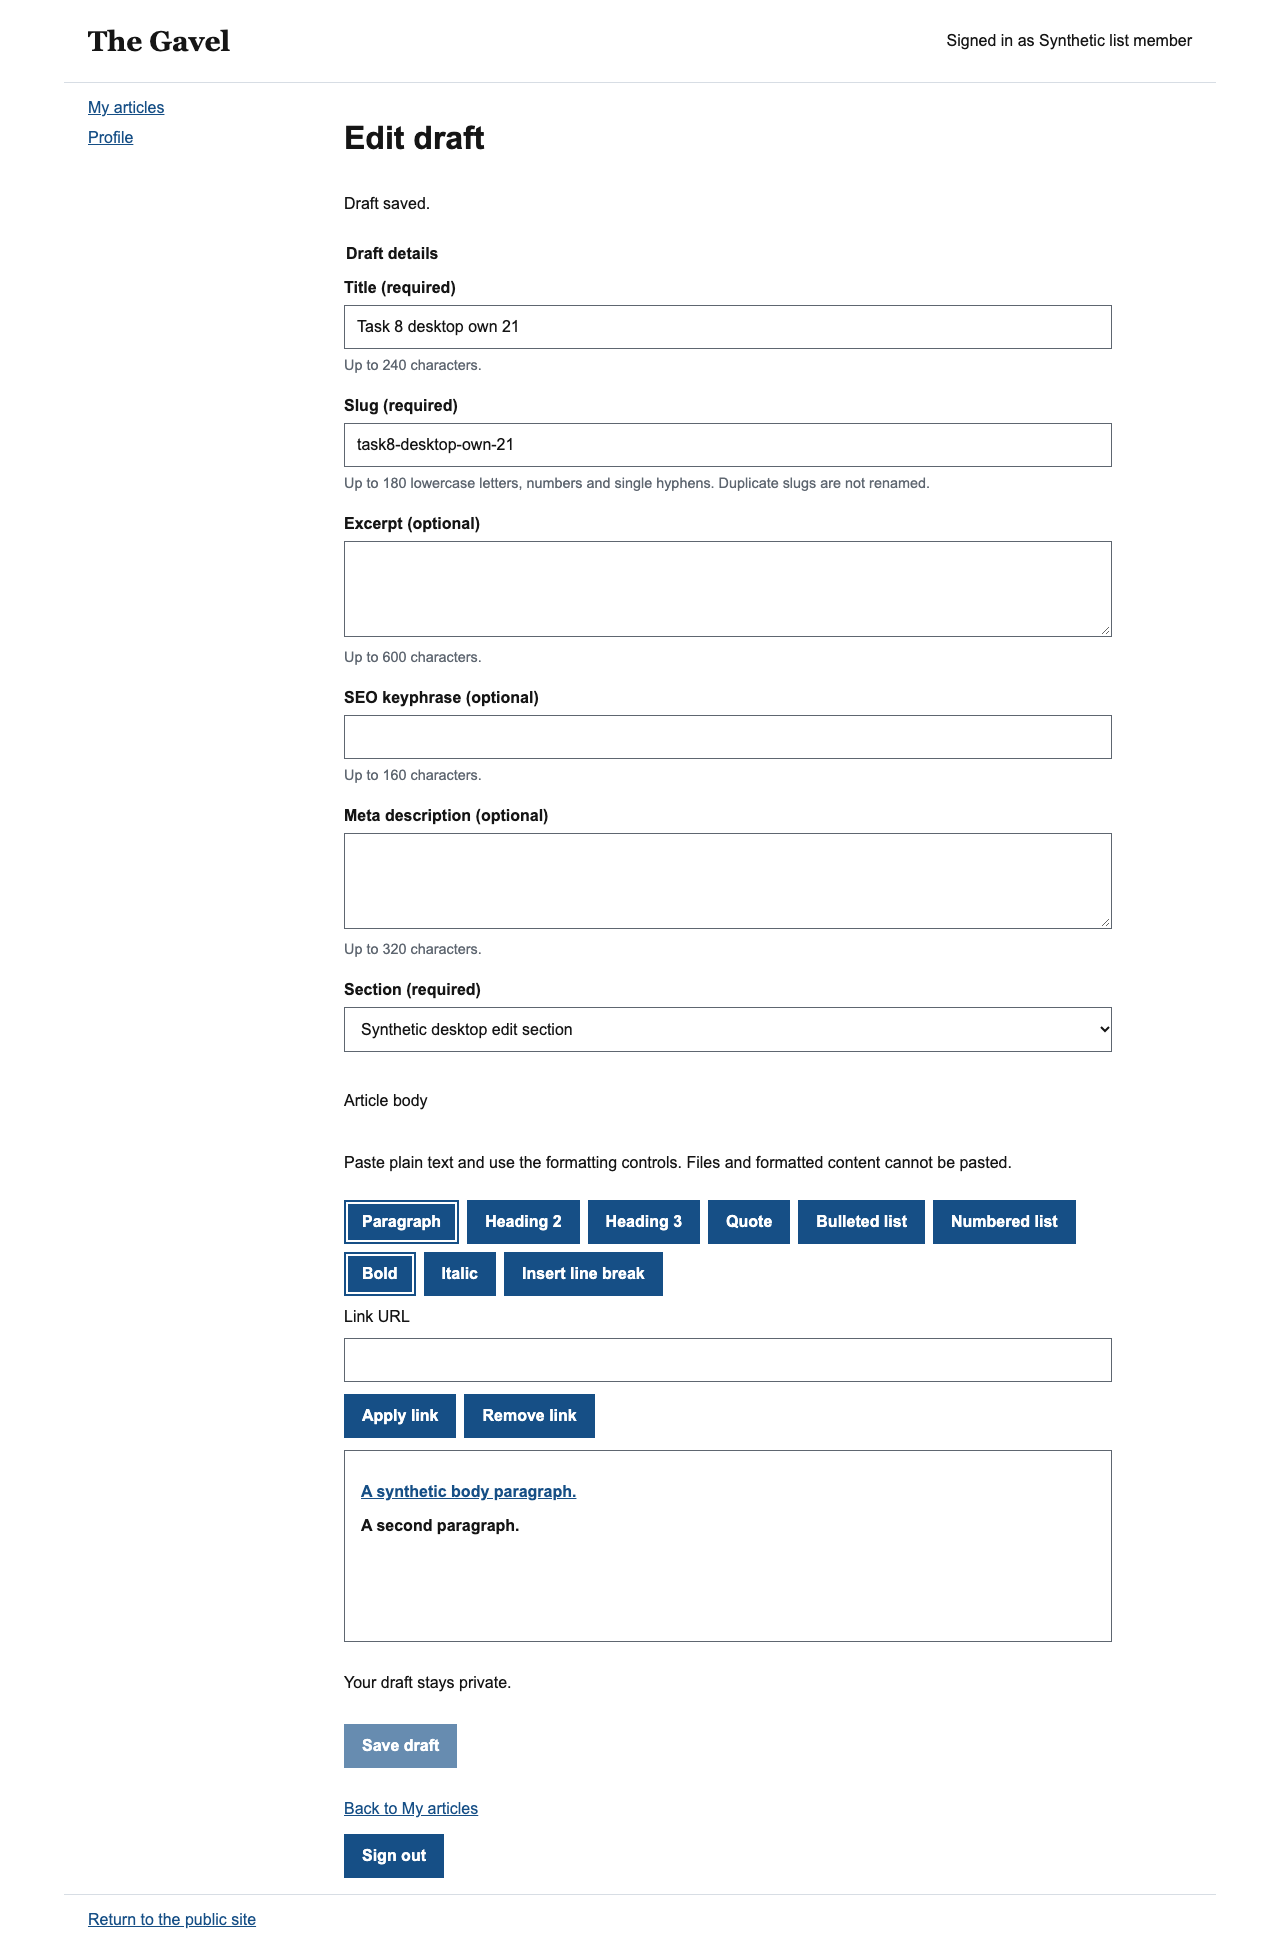 The Gavel
Signed in as Synthetic list member
My articles
Profile
Edit draft
Draft saved.
Draft details
Title (required)
Task 8 desktop own 21
Up to 240 characters.
Slug (required)
task8-desktop-own-21
Up to 180 lowercase letters, numbers and single hyphens. Duplicate slugs are not renamed.
Excerpt (optional)
Up to 600 characters.
SEO keyphrase (optional)
Up to 160 characters.
Meta description (optional)
Up to 320 characters.
Section (required)
Synthetic desktop edit section
Article body
Paste plain text and use the formatting controls. Files and formatted content cannot be pasted.
Paragraph Heading 2 Heading 3 Quote Bulleted list Numbered list
Bold Italic Insert line break
Link URL
Apply link Remove link
A synthetic body paragraph.
A second paragraph.
Your draft stays private.
Save draft
Back to My articles
Sign out
Return to the public site